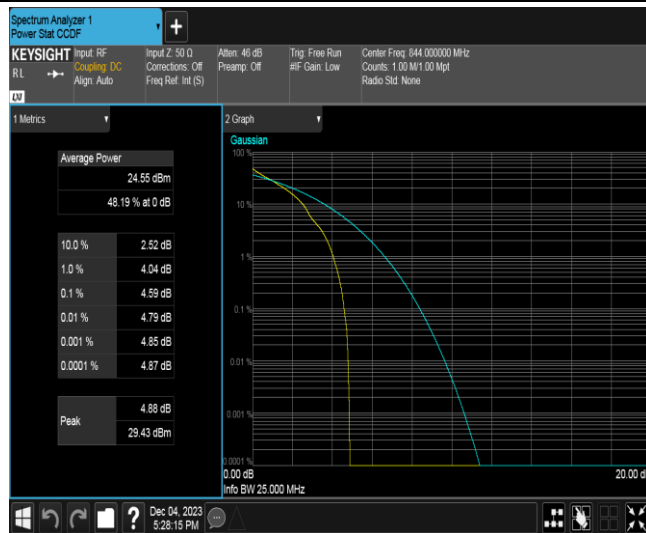 Spectrum Analyzer 1
Power Stat CCDF
+
KEYSIGHT
RL
Input: RF
Coupling: DC
Align: Auto
Input Z: 50 Ω
Corrections: Off
Freq Ref: Int (S)
Atten: 46 dB
Preamp: Off
Trig: Free Run
#IF Gain: Low
Center Freq: 844.000000 MHz
Counts: 1.00 M/1.00 Mpt
Radio Std: None
1 Metrics
Average Power
24.55 dBm
48.19 % at 0 dB
10.0 % 2.52 dB
1.0 % 4.04 dB
0.1 % 4.59 dB
0.01 % 4.79 dB
0.001 % 4.85 dB
0.0001 % 4.87 dB
Peak
4.88 dB
29.43 dBm
2 Graph
Gaussian
100 %
10 %
1 %
0.1 %
0.01 %
0.001 %
0.0001 %
0.00 dB
20.00 d
Info BW 25.000 MHz
?
Dec 04, 2023
5:28:15 PM